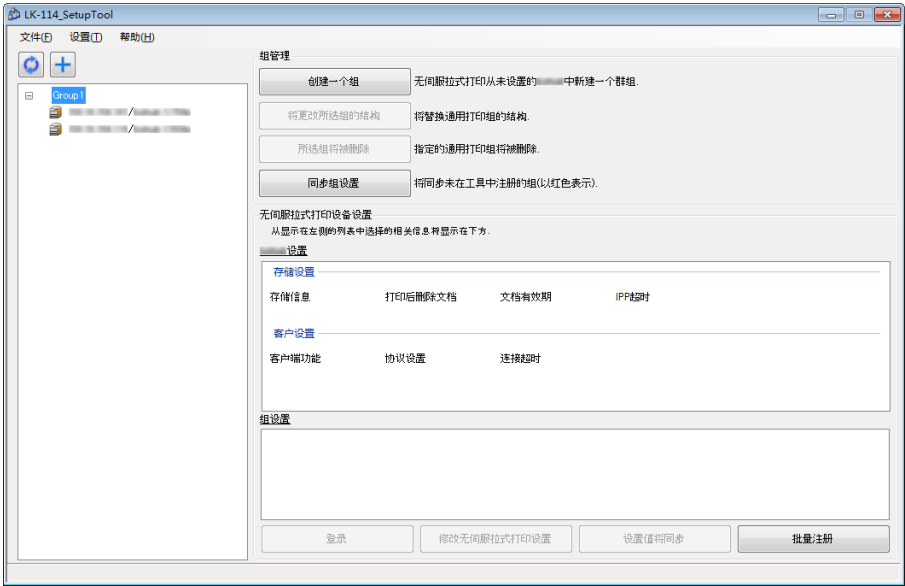 LK-114_SetupTool
文件(F) 设置(T) 帮助(H)
Group1
/
/
组管理
创建一个组 无伺服拉式打印从未设置的 中新建一个群组.
将更改所选组的结构 将替换通用打印组的结构.
所选组将被删除 指定的通用打印组将被删除.
同步组设置 将同步未在工具中注册的组(以红色表示).
无伺服拉式打印设备设置
从显示在左侧的列表中选择的相关信息将显示在下方.
设置
存储设置
存储信息 打印后删除文档 文档有效期 IPP超时
客户设置
客户端功能 协议设置 连接超时
组设置
登录 修改无伺服拉式打印设置 设置值将同步 批量注册